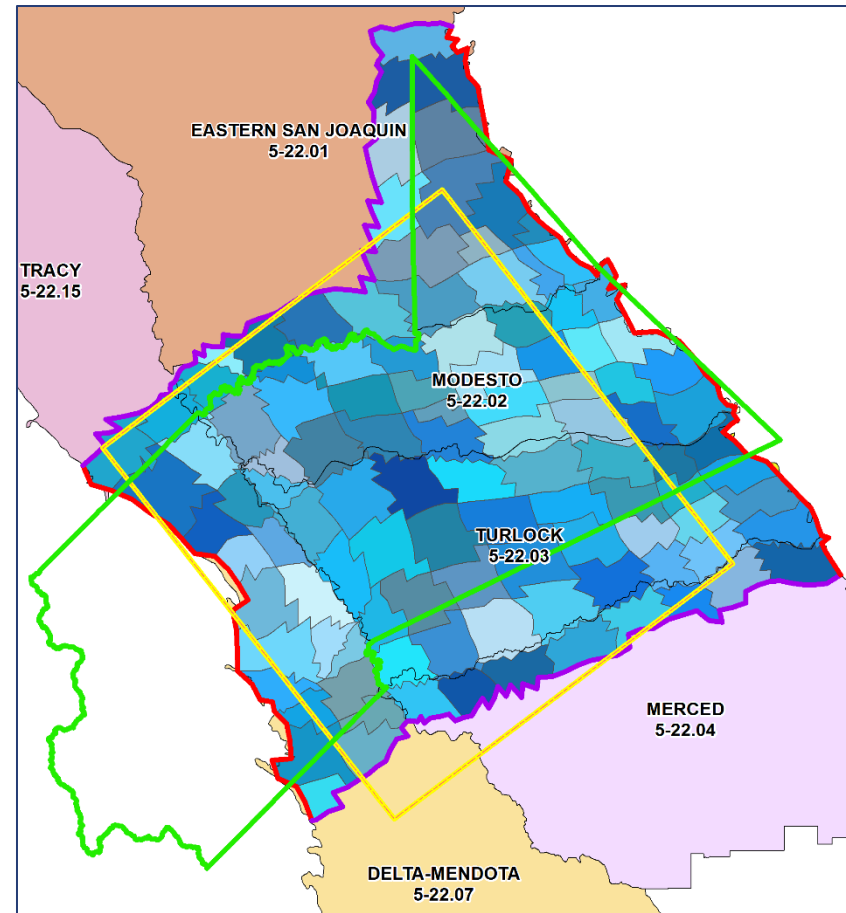 EASTERN SAN JOAQUIN
5-22.01
TRACY
5-22.15
MODESTO
5-22.02
TURLOCK
5-22.03
MERCED
5-22.04
DELTA-MENDOTA
5-22.07